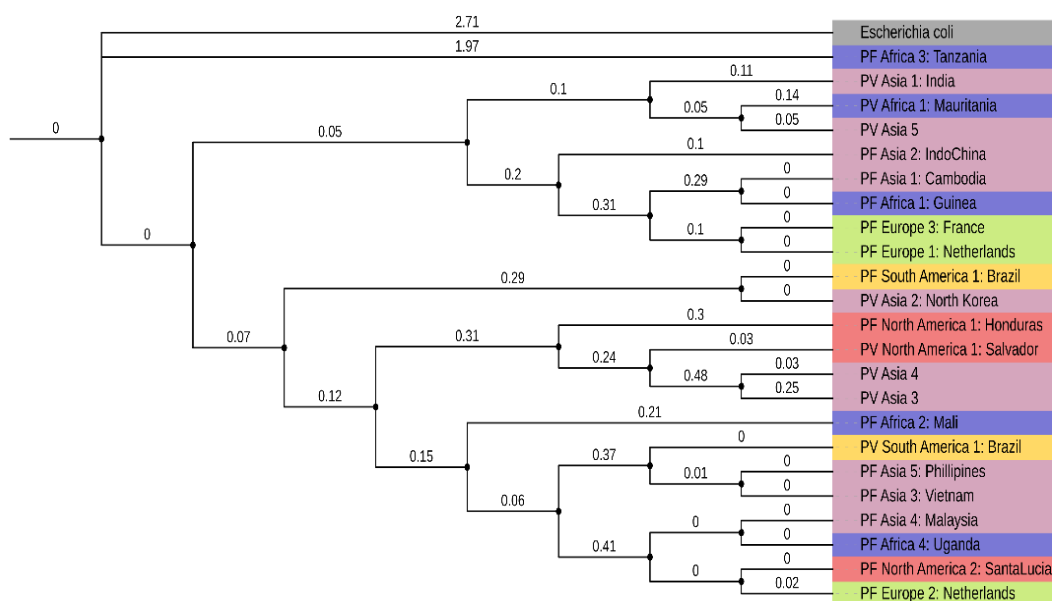 2.71
Escherichia coli
1.97
PF Africa 3: Tanzania
0.11
PV Asia 1: India
0.1
0.14
PV Africa 1: Mauritania
0.05
0.05
PV Asia 5
0
0.05
0.1
PF Asia 2: IndoChina
0.2
0
PF Asia 1: Cambodia
0.29
0
PF Africa 1: Guinea
0.31
0
PF Europe 3: France
0.1
0
PF Europe 1: Netherlands
0
0
PF South America 1: Brazil
0.29
0
PV Asia 2: North Korea
0.3
PF North America 1: Honduras
0.07
0.31
0.03
PV North America 1: Salvador
0.24
0.03
PV Asia 4
0.48
0.25
PV Asia 3
0.12
0.21
PF Africa 2: Mali
0
PV South America 1: Brazil
0.15
0.37
0
PF Asia 5: Phillipines
0.01
0
PF Asia 3: Vietnam
0.06
0
PF Asia 4: Malaysia
0
0
PF Africa 4: Uganda
0.41
0
PF North America 2: SantaLucia
0
0.02
PF Europe 2: Netherlands